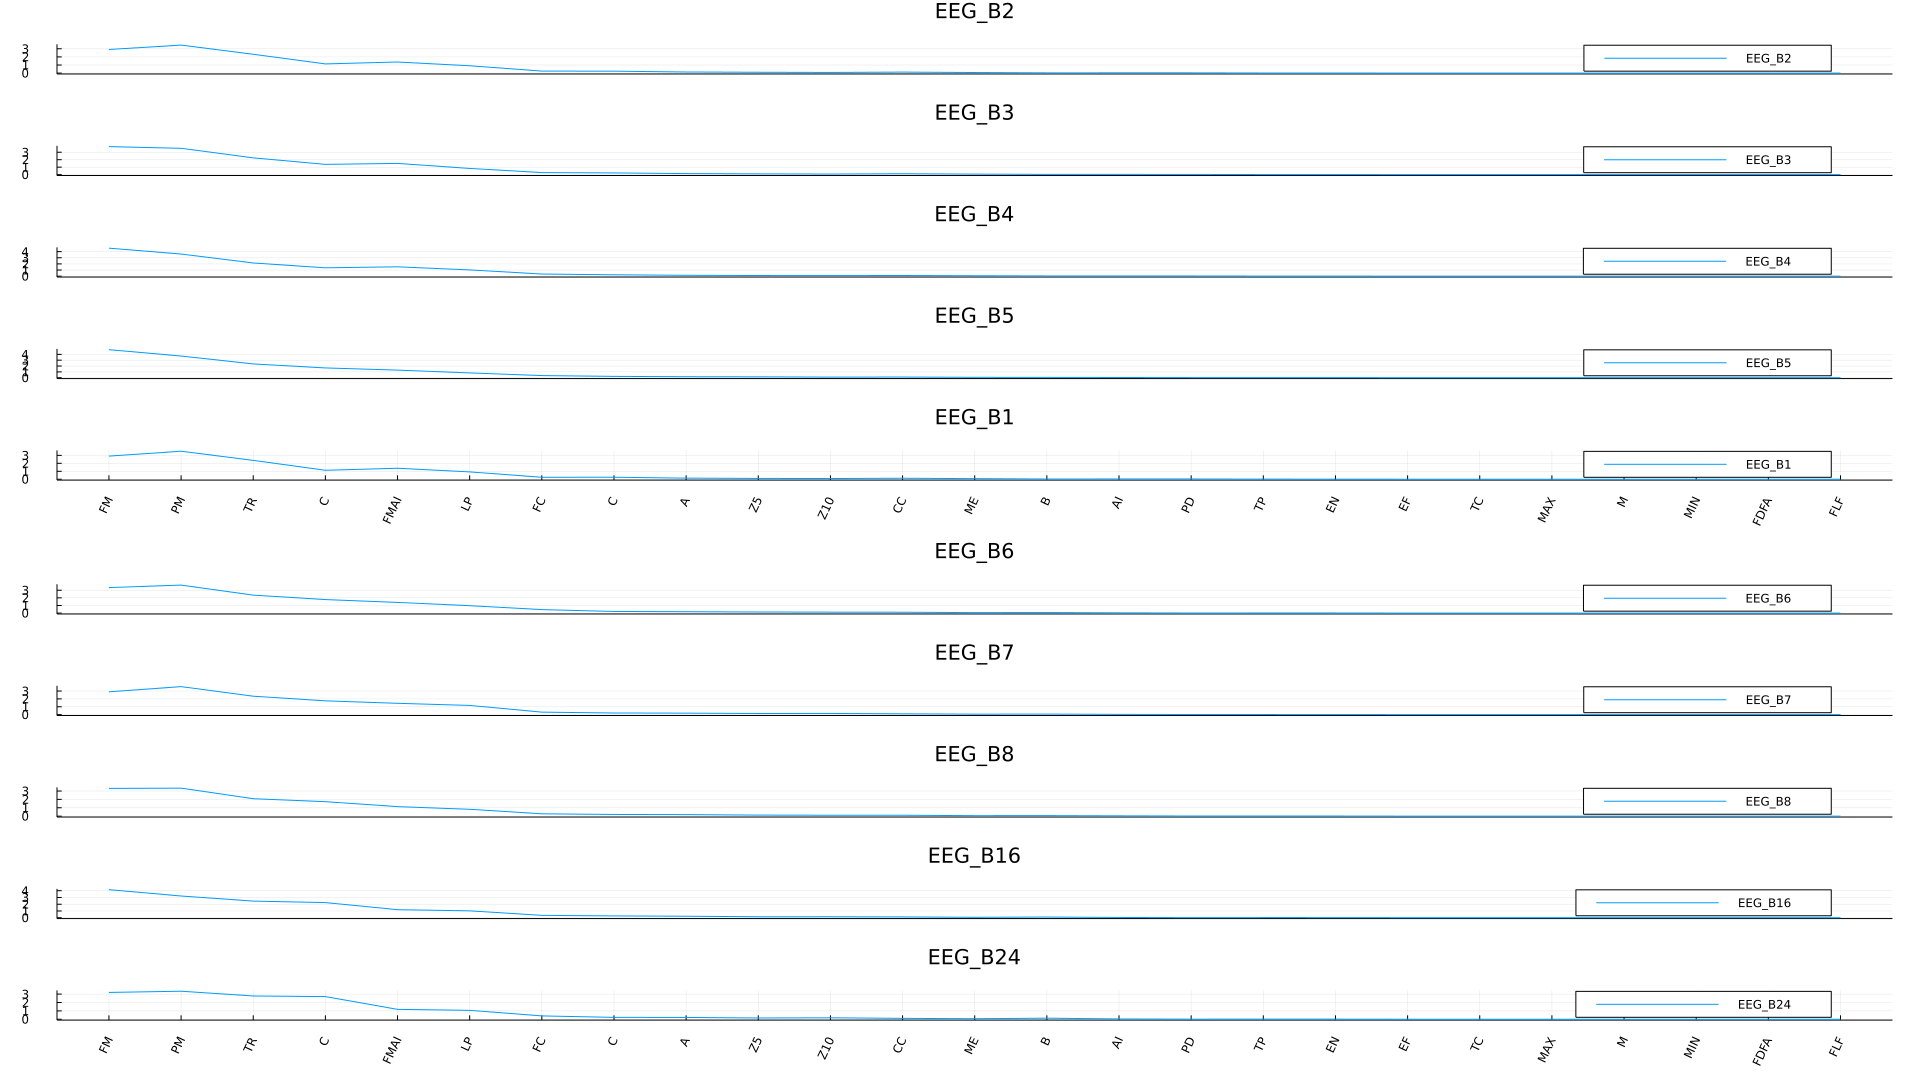 EEG_B2
3
2
1
0
EEG_B2
EEG_B3
3
2
1
0
EEG_B3
EEG_B4
4
3
2
1
0
EEG_B4
EEG_B5
4
3
2
1
0
EEG_B5
EEG_B1
3
2
1
0
EEG_B1
FM PM TR C FMAI LP FC C A Z5 Z10 CC ME B AI PD TP EN EF TC MAX M MIN FDFA FLF
EEG_B6
3
2
1
0
EEG_B6
EEG_B7
3
2
1
0
EEG_B7
EEG_B8
3
2
1
0
EEG_B8
EEG_B16
4
3
2
1
0
EEG_B16
EEG_B24
3
2
1
0
EEG_B24
FM PM TR C FMAI LP FC C A Z5 Z10 CC ME B AI PD TP EN EF TC MAX M MIN FDFA FLF